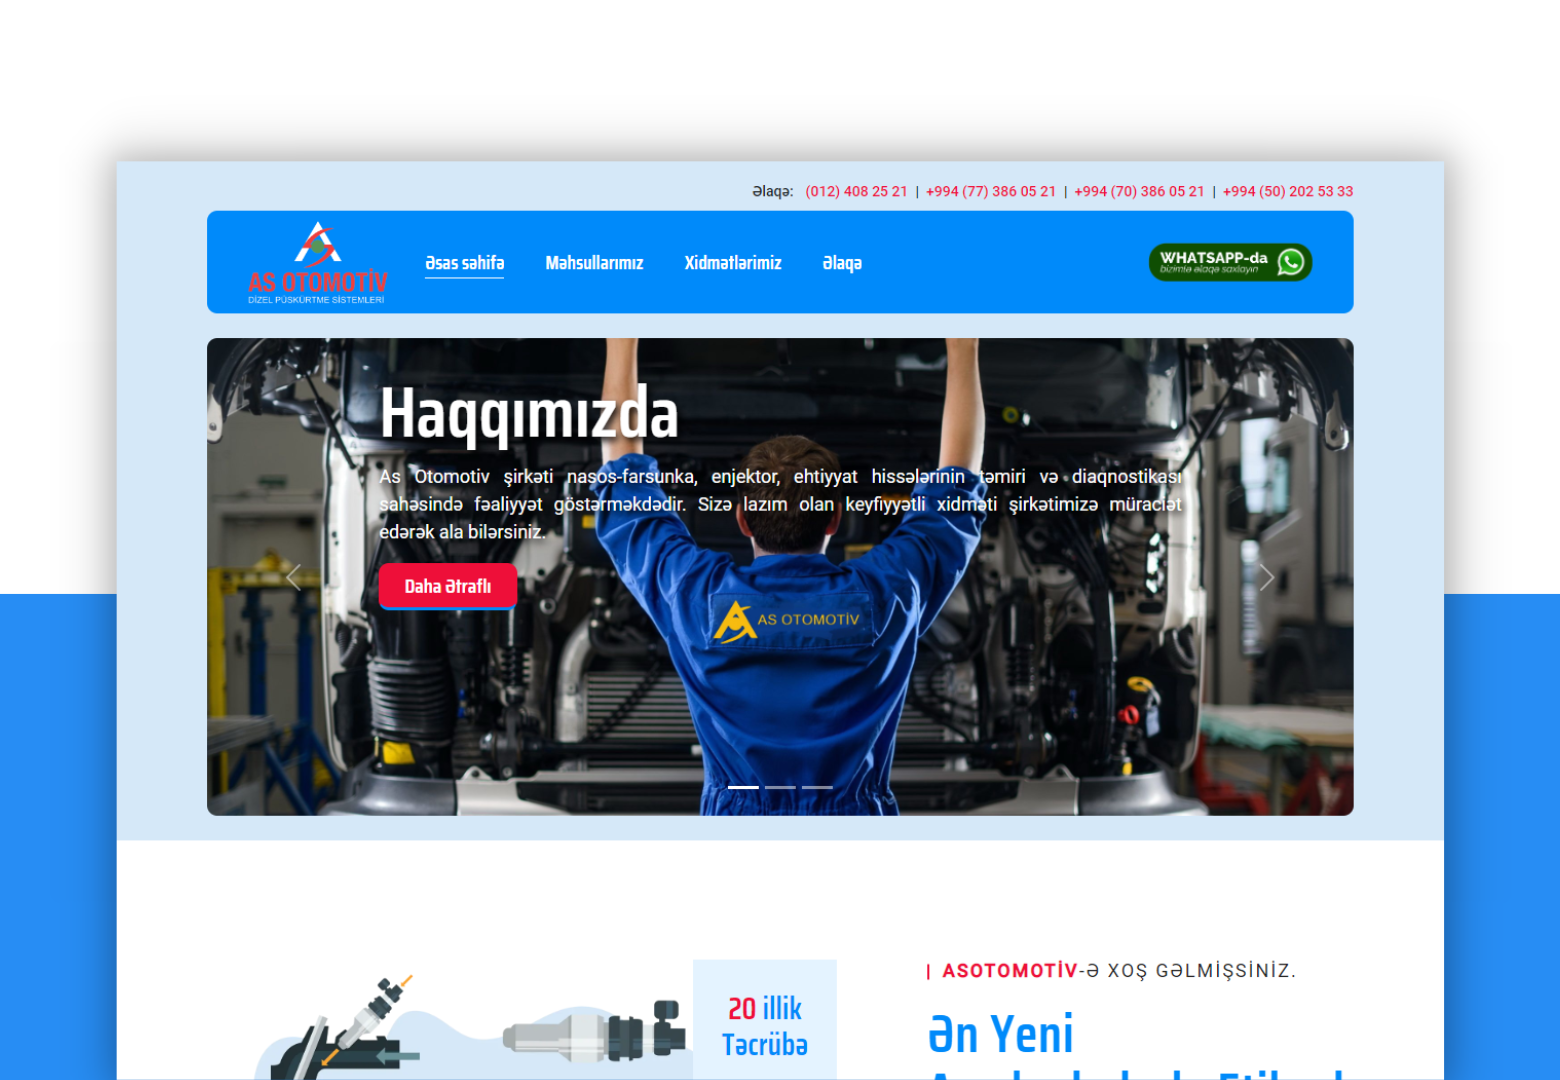 Əlaqə: (012) 408 25 21 | +994 (77) 386 05 21 | +994 (70) 386 05 21 | +994 (50) 202 53 33
AS OTOMOTİV
DİZEL PÜSKÜRTME SİSTEMLERİ
Əsas səhifə Məhsullarımız Xidmətlərimiz Əlaqə
WHATSAPP-da
bizimlə əlaqə saxlayın
Haqqımızda
As Otomotiv şirkəti nasos-farsunka, enjektor, ehtiyyat hissələrinin təmiri və diaqnostikası
sahəsində fəaliyyət göstərməkdədir. Sizə lazım olan keyfiyyətli xidməti şirkətimizə müraciət
edərək ala bilərsiniz.
Daha Ətraflı
AS OTOMOTİV
20 illik
Təcrübə
| ASOTOMOTİV-Ə XOŞ GƏLMİŞSİNİZ.
Ən Yeni